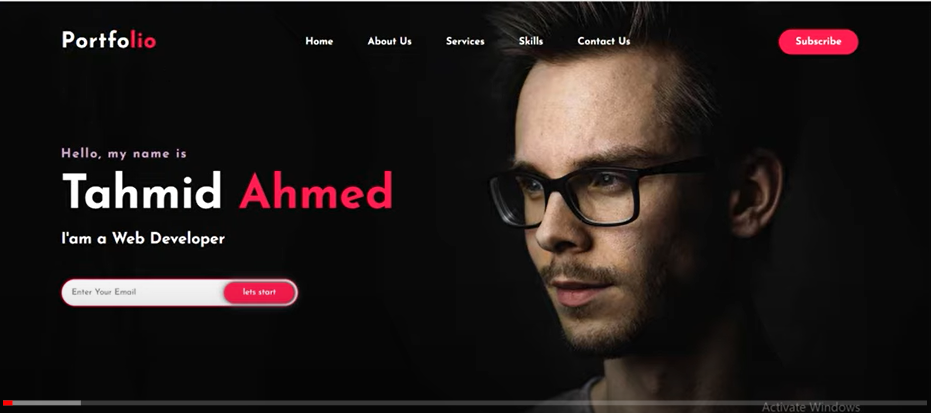 Portfolio
Home About Us Services Skills Contact Us
Subscribe
Hello, my name is
Tahmid Ahmed
I'am a Web Developer
Enter Your Email
lets start
Activate Windows